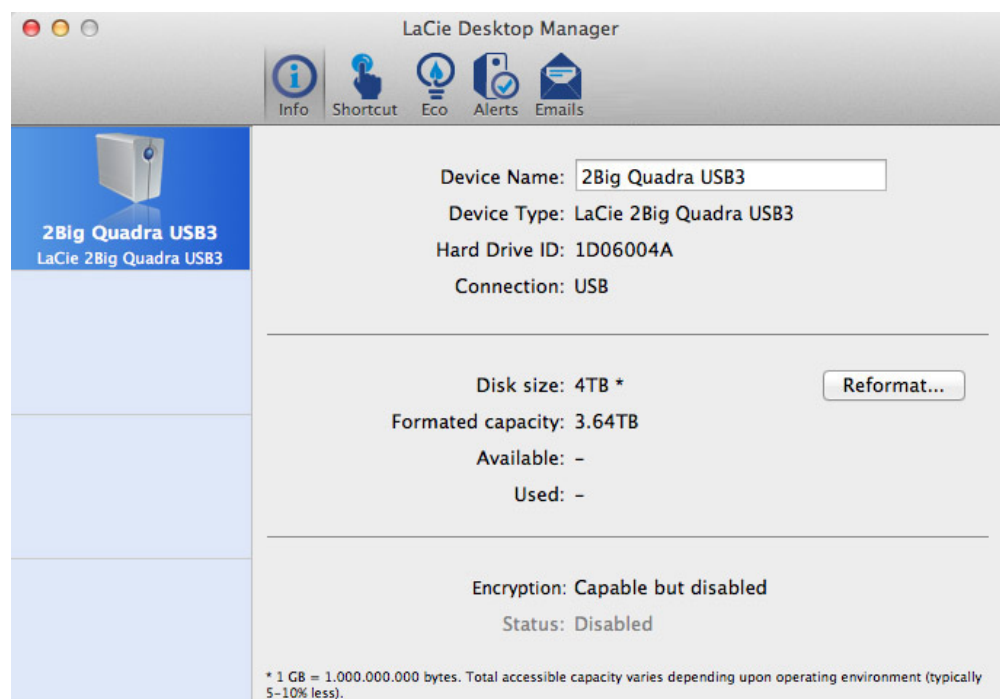 LaCie Desktop Manager
Info Shortcut Eco Alerts Emails
2Big Quadra USB3
LaCie 2Big Quadra USB3
Device Name: 2Big Quadra USB3
Device Type: LaCie 2Big Quadra USB3
Hard Drive ID: 1D06004A
Connection: USB
Disk size: 4TB * Reformat...
Formated capacity: 3.64TB
Available: –
Used: –
Encryption: Capable but disabled
Status: Disabled
* 1 GB = 1.000.000.000 bytes. Total accessible capacity varies depending upon operating environment (typically
5–10% less).